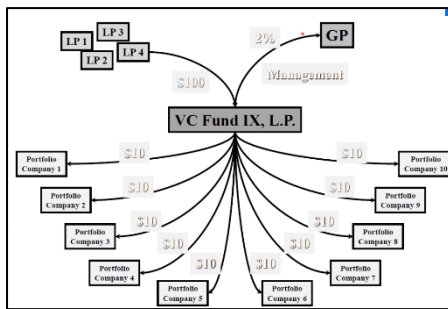 LP 3
LP 1
LP 4
LP 2
2%
GP
$100
Management
VC Fund IX, L.P.
$10
$10
Portfolio
Company 1
Portfolio
Company 10
$10
$10
Portfolio
Company 2
Portfolio
Company 9
$10
$10
Portfolio
Company 3
Portfolio
Company 8
$10
$10
Portfolio
Company 4
Portfolio
Company 7
$10
$10
Portfolio
Company 5
Portfolio
Company 6